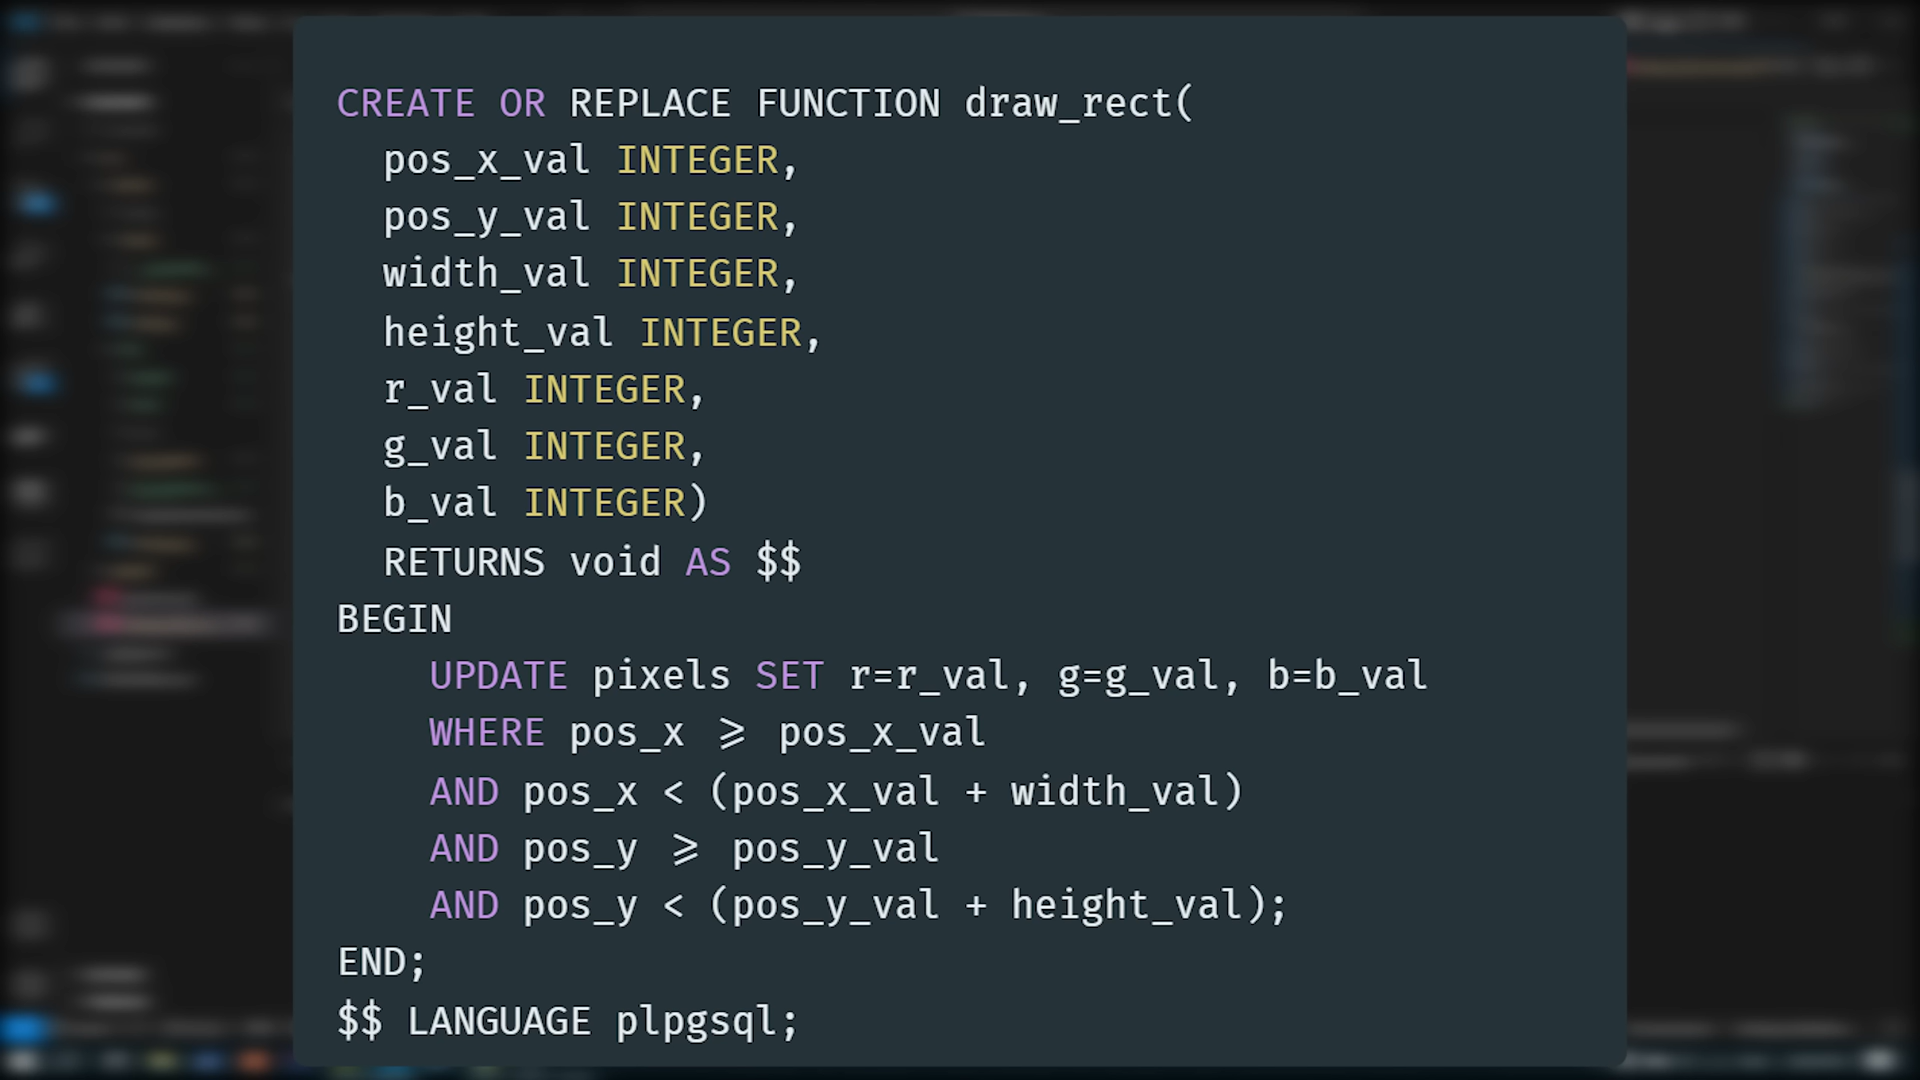 CREATE OR REPLACE FUNCTION draw_rect(
  pos_x_val INTEGER,
  pos_y_val INTEGER,
  width_val INTEGER,
  height_val INTEGER,
  r_val INTEGER,
  g_val INTEGER,
  b_val INTEGER)
  RETURNS void AS $$
BEGIN
    UPDATE pixels SET r=r_val, g=g_val, b=b_val
    WHERE pos_x >= pos_x_val
    AND pos_x < (pos_x_val + width_val)
    AND pos_y >= pos_y_val
    AND pos_y < (pos_y_val + height_val);
END;
$$ LANGUAGE plpgsql;